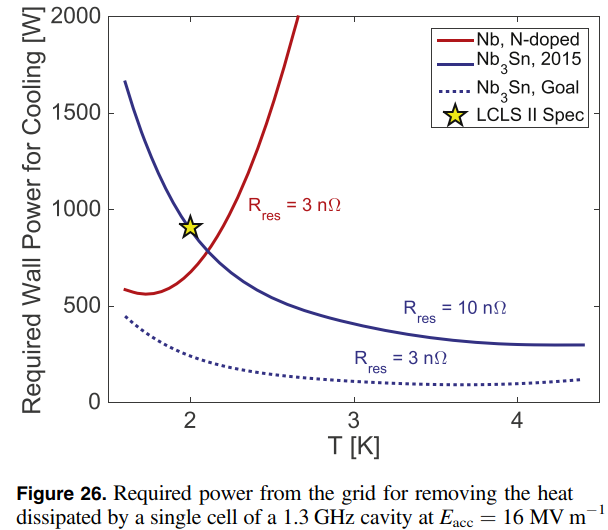 Required Wall Power for Cooling [W]
2000
1500
1000
500
0
2
3
4
T [K]
Nb, N-doped
Nb3Sn, 2015
Nb3Sn, Goal
LCLS II Spec
Rres = 3 nΩ
Rres = 10 nΩ
Rres = 3 nΩ
Figure 26. Required power from the grid for removing the heat
dissipated by a single cell of a 1.3 GHz cavity at Eacc = 16 MV m−1